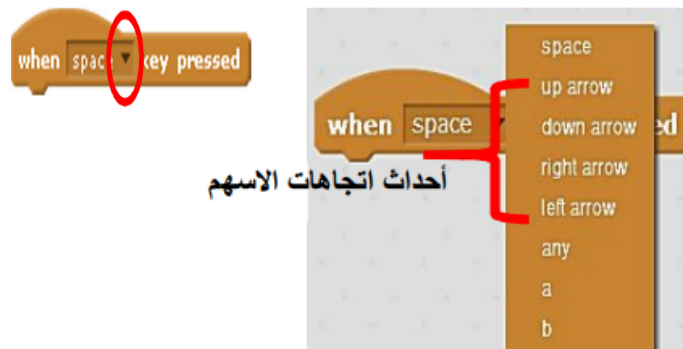 when space key pressed
when space
ed
space
up arrow
down arrow
right arrow
left arrow
any
a
b
أحداث اتجاهات الاسهم